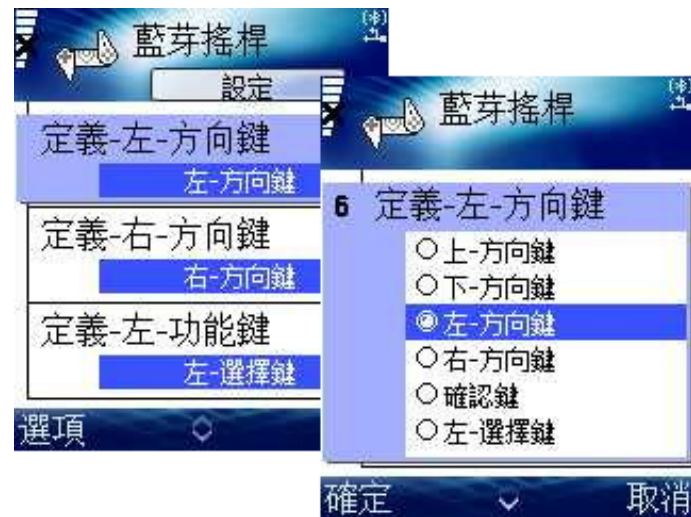 藍芽搖桿
設定
定義-左-方向鍵
左-方向鍵
定義-右-方向鍵
右-方向鍵
定義-左-功能鍵
左-選擇鍵
選項
藍芽搖桿
6 定義-左-方向鍵
上-方向鍵
下-方向鍵
左-方向鍵
右-方向鍵
確認鍵
左-選擇鍵
確定
取消